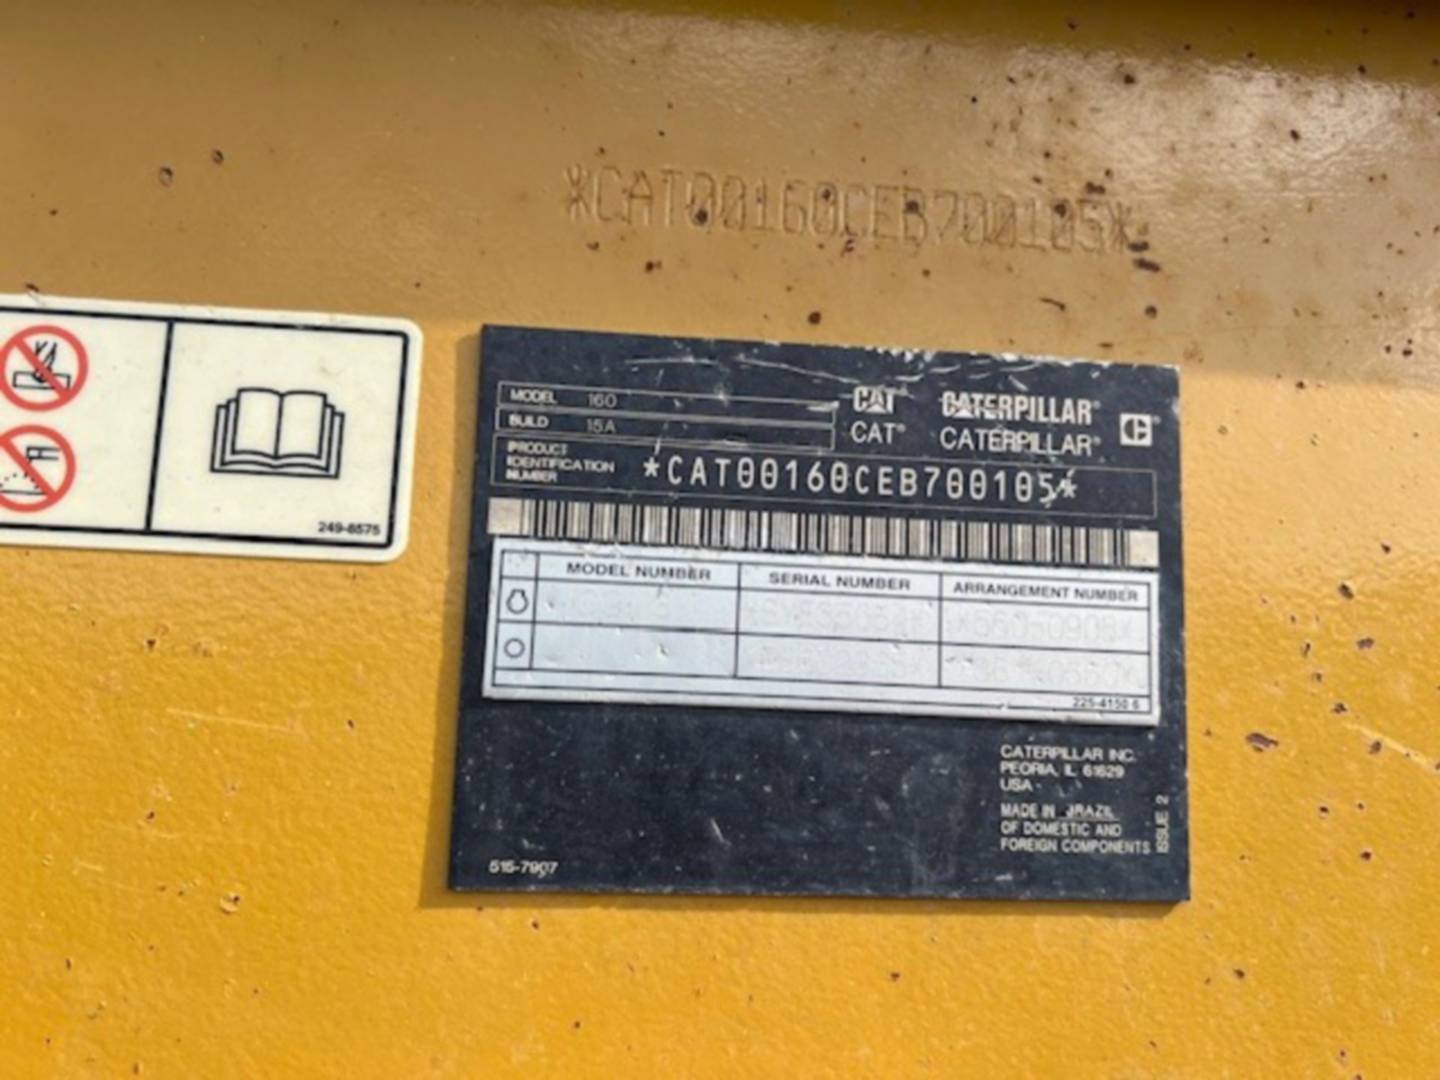 *CAT00160CEB700105*
MODEL 160
BUILD 15A
CAT® CATERPILLAR®
CAT® CATERPILLAR®
PRODUCT
IDENTIFICATION
NUMBER
*CAT00160CEB700105*
249-8575
MODEL NUMBER SERIAL NUMBER ARRANGEMENT NUMBER
225-4150 6
CATERPILLAR INC.
PEORIA, IL 61629
USA
MADE IN BRAZIL
OF DOMESTIC AND
FOREIGN COMPONENTS
ISSUE 2
515-7907